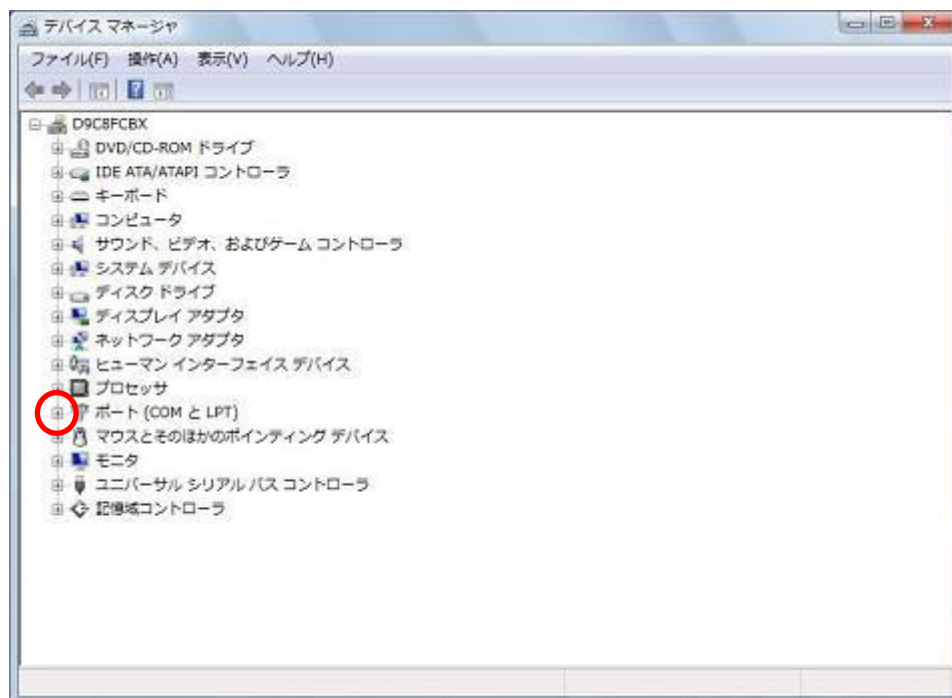 デバイス マネージャ
ファイル(F) 操作(A) 表示(V) ヘルプ(H)
D9C8FCBX
DVD/CD-ROM ドライブ
IDE ATA/ATAPI コントローラ
キーボード
コンピュータ
サウンド、ビデオ、およびゲーム コントローラ
システム デバイス
ディスク ドライブ
ディスプレイ アダプタ
ネットワーク アダプタ
ヒューマン インターフェイス デバイス
プロセッサ
ポート (COM と LPT)
マウスとそのほかのポインティング デバイス
モニタ
ユニバーサル シリアル バス コントローラ
記憶域コントローラ